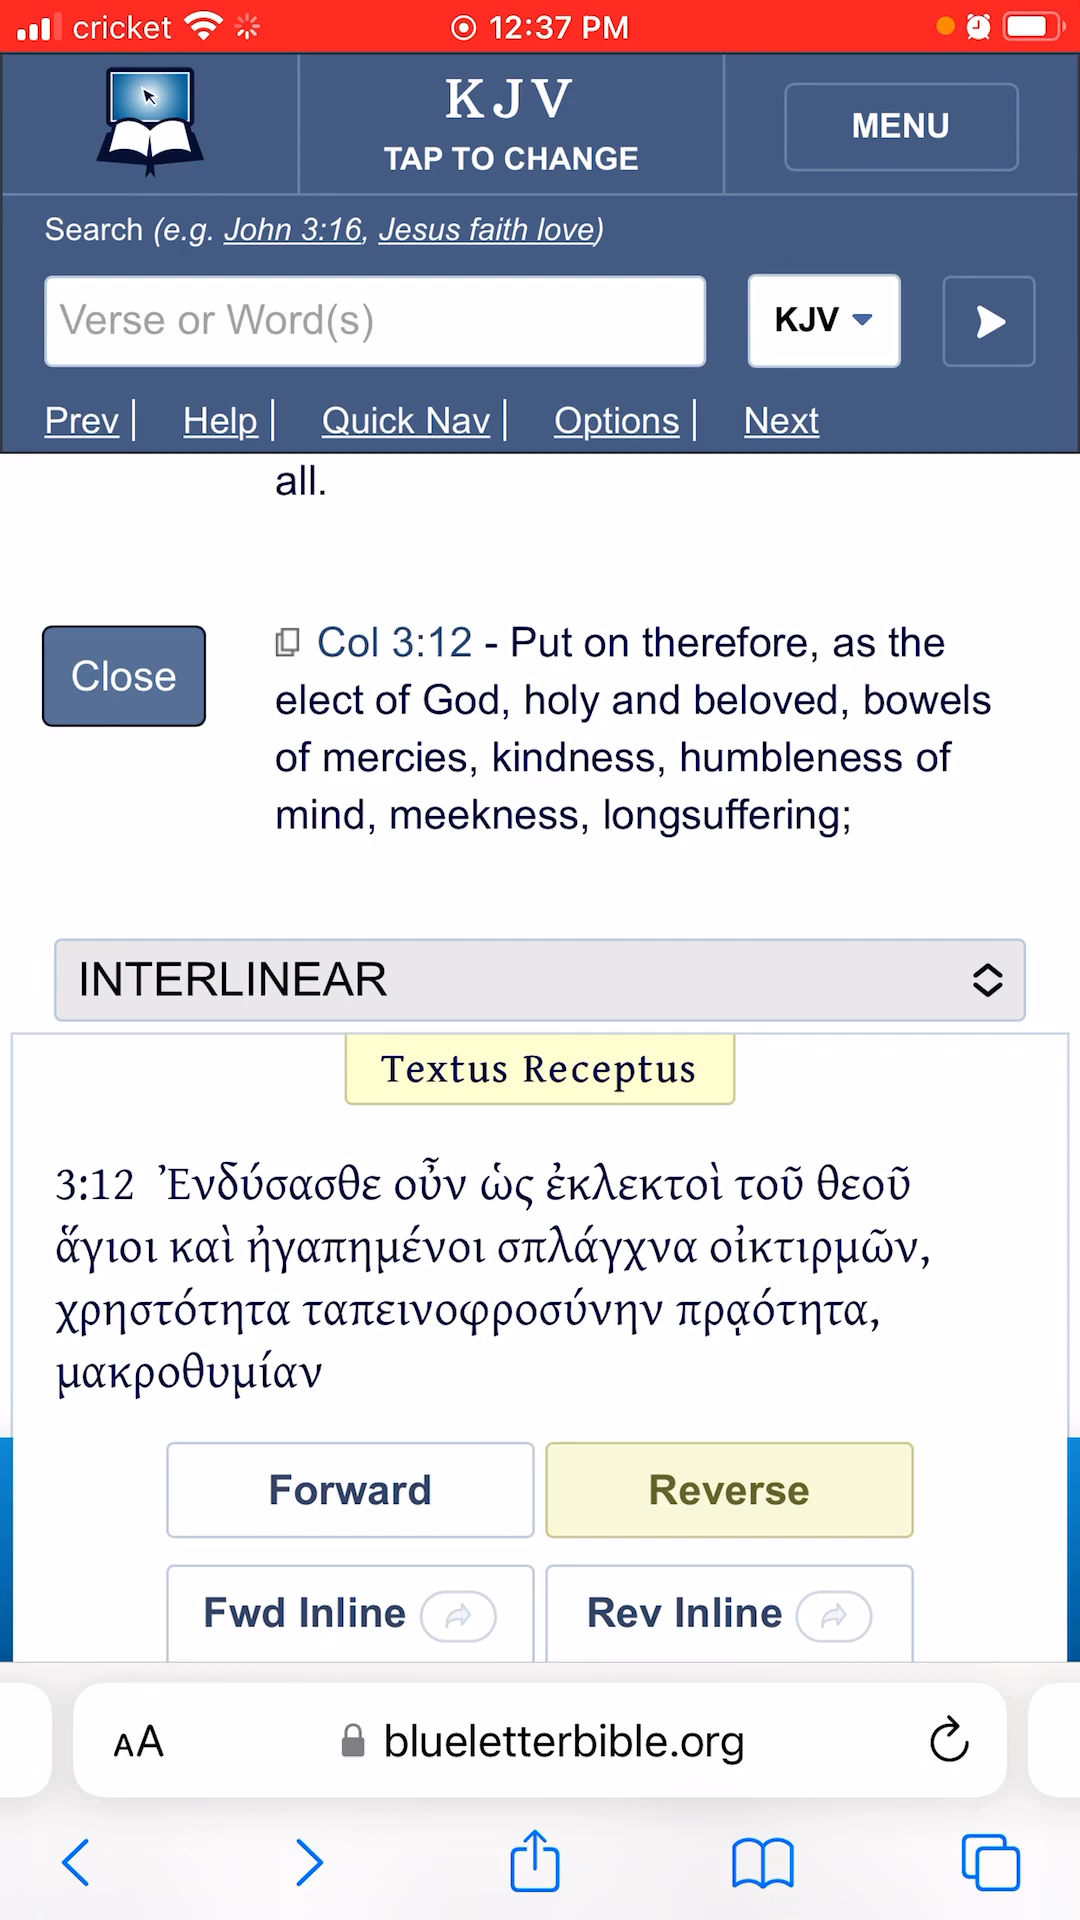 cricket 12:37 PM
KJV
TAP TO CHANGE
MENU
Search (e.g. John 3:16, Jesus faith love)
Verse or Word(s)
KJV
Prev | Help | Quick Nav | Options | Next
all.
Close
Col 3:12 - Put on therefore, as the
elect of God, holy and beloved, bowels
of mercies, kindness, humbleness of
mind, meekness, longsuffering;
INTERLINEAR
Textus Receptus
3:12 Ἐνδύσασθε οὖν ὡς ἐκλεκτοὶ τοῦ θεοῦ
ἅγιοι καὶ ἠγαπημένοι σπλάγχνα οἰκτιρμῶν,
χρηστότητα ταπεινοφροσύνην πρᾳότητα,
μακροθυμίαν
Forward Reverse
Fwd Inline Rev Inline
AA blueletterbible.org